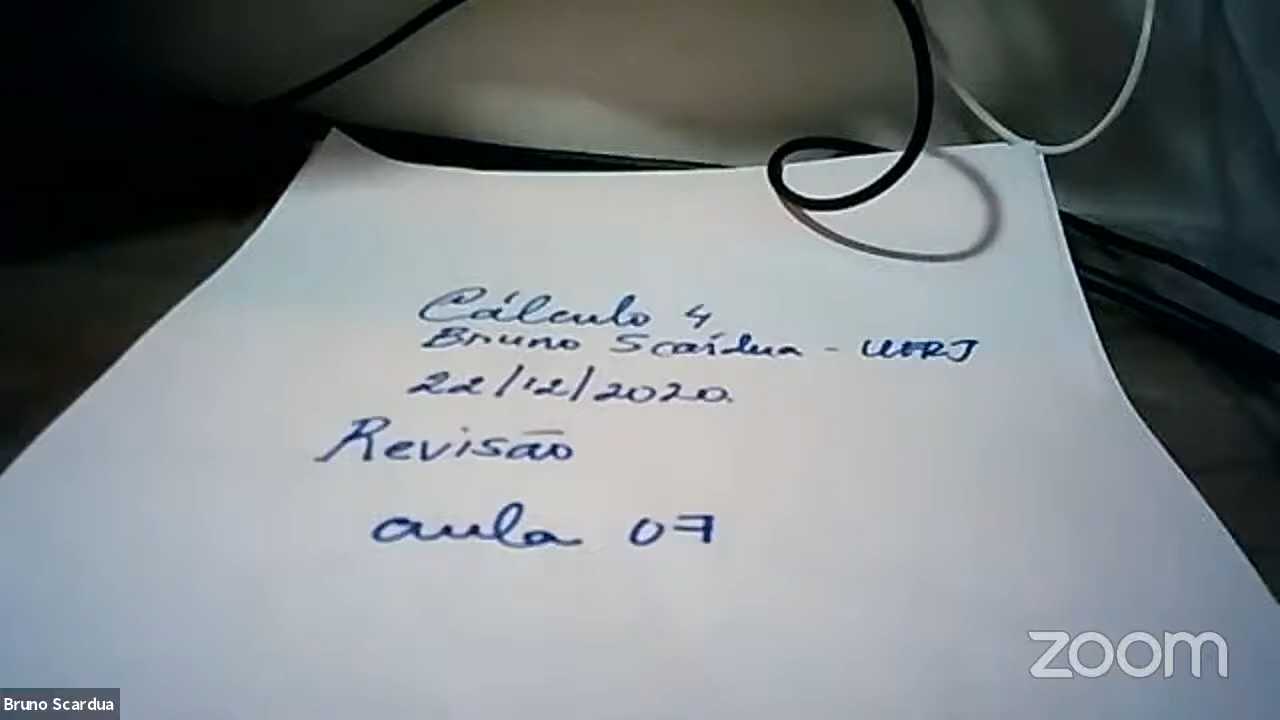 Cálculo 4
Bruno Scárdua - UFRJ
22/12/2020.
Revisão
aula 07
zoom
Bruno Scardua